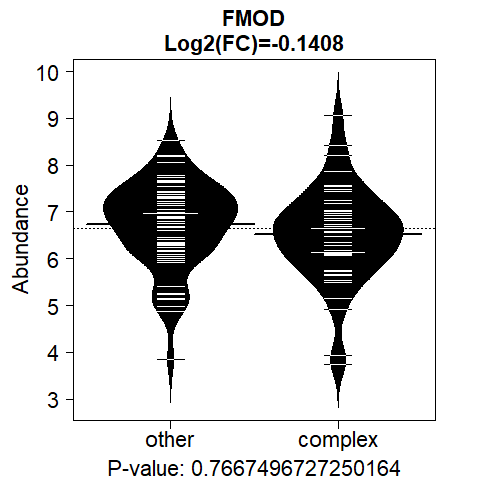 FMOD
Log2(FC)=-0.1408
10
9
8
7
6
5
4
3
Abundance
other complex
P-value: 0.7667496727250164